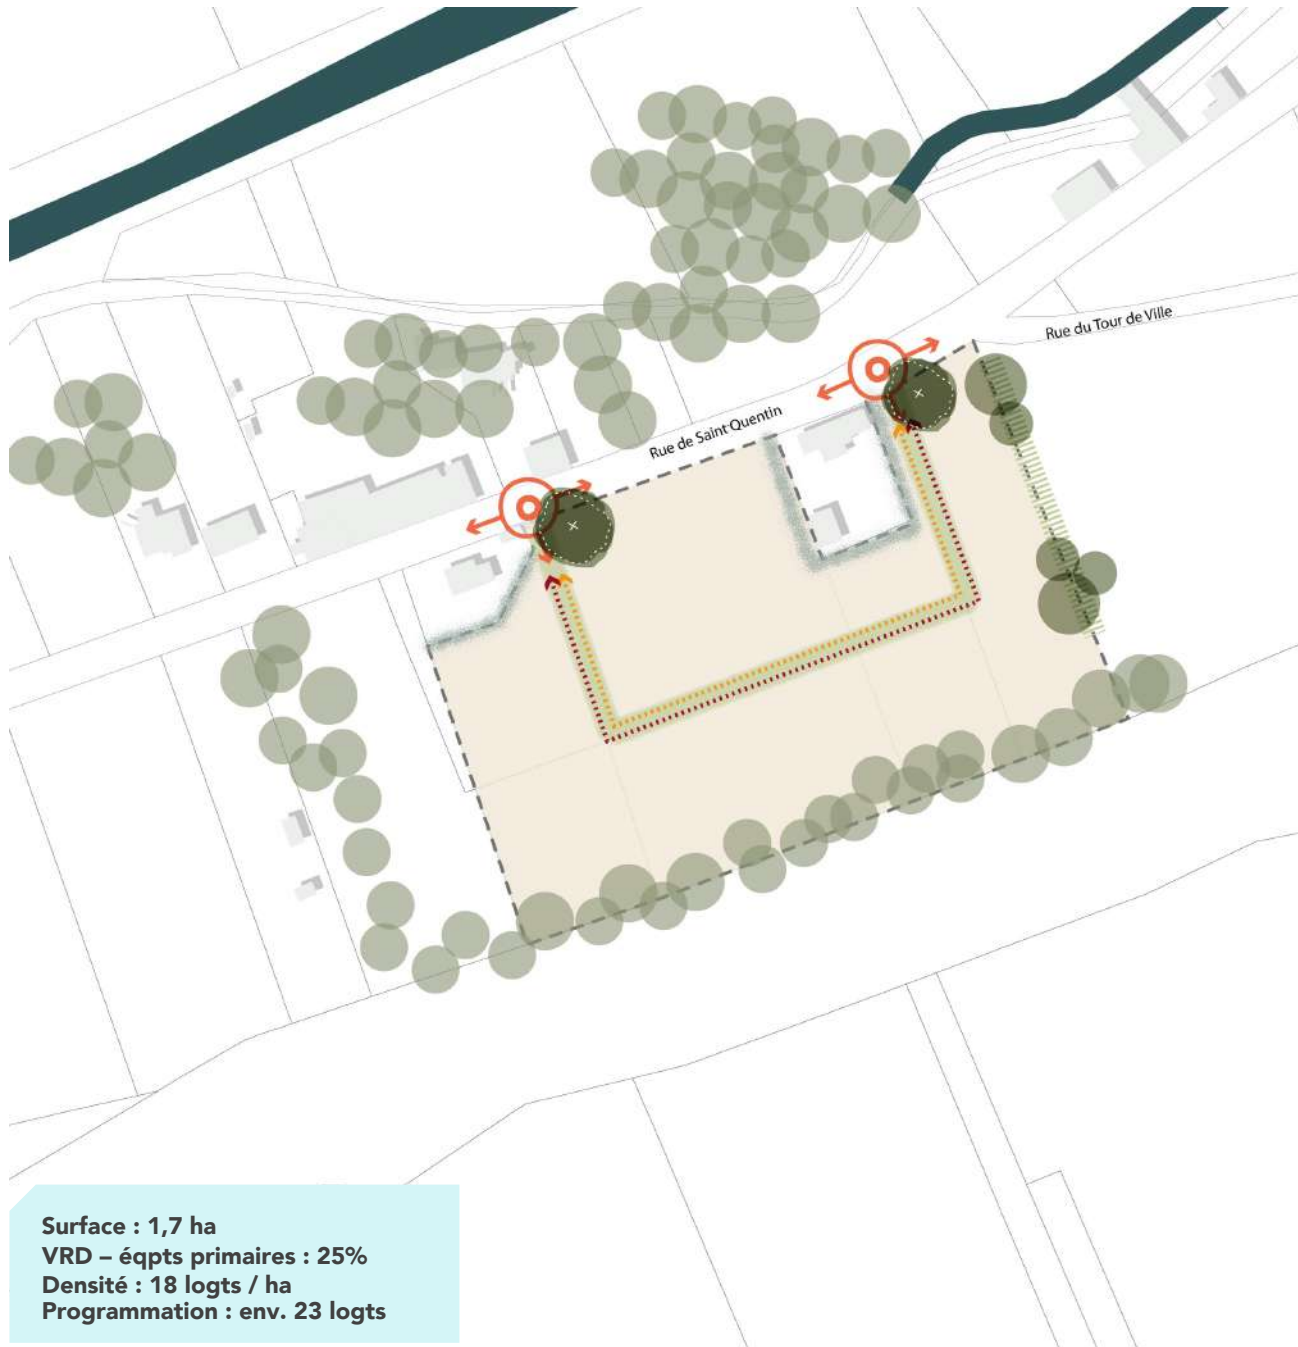 Rue du Tour de Ville
Rue de Saint Quentin
Surface : 1,7 ha
VRD – éqpts primaires : 25%
Densité : 18 logts / ha
Programmation : env. 23 logts